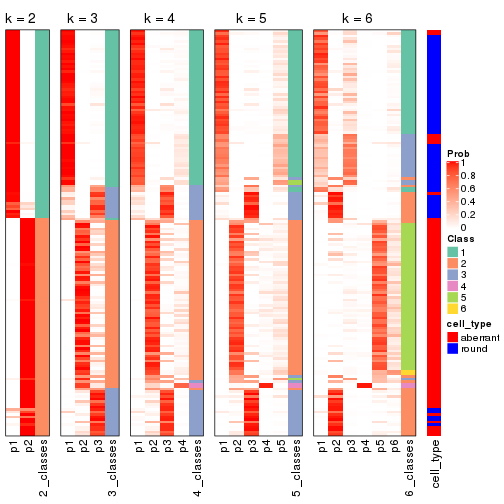 k = 2 k = 3 k = 4 k = 5 k = 6
Prob
1
0.8
0.6
0.4
0.2
0
Class
1
2
3
4
5
6
cell_type
aberrant
round
p1 p2 2_classes p1 p2 p3 3_classes p1 p2 p3 p4 4_classes p1 p2 p3 p4 p5 5_classes p1 p2 p3 p4 p5 p6 6_classes cell_type